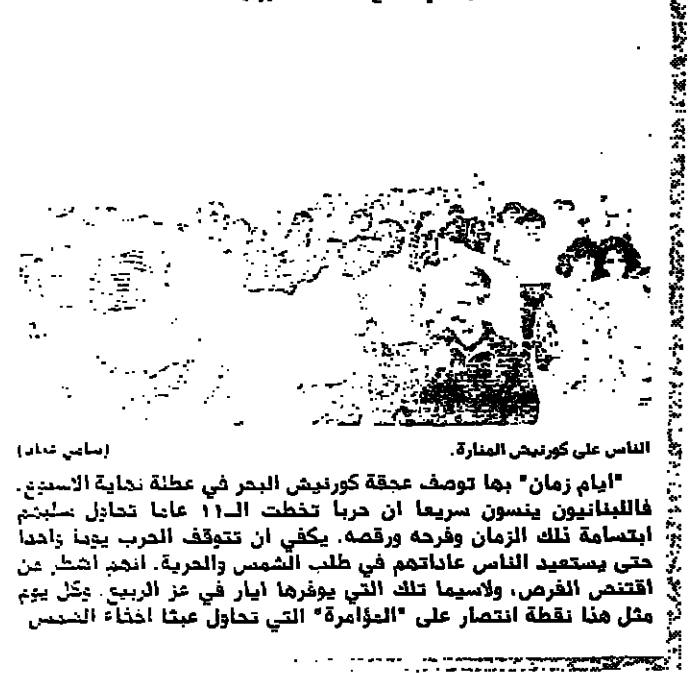 الناس على كورنيش المنارة. (سامي عياد)
"ايام زمان" بها توصف عجقة كورنيش البحر في عطلة نهاية الاسبوع.
فاللبنانيون ينسون سريعا ان حربا تخطت الــ١١ عاما تحاول سلبهم
ابتسامة ذلك الزمان وفرحه ورقصه. يكفي ان تتوقف الحرب يوما واحدا
حتى يستعيد الناس عاداتهم في طلب الشمس والحرية. انهم اشطر من
اقتنص الفرص، ولاسيما تلك التي يوفرها ايار في عز الربيع. وكل يوم
مثل هذا نقطة انتصار على "المؤامرة" التي تحاول عبثا اخفاء الشمس